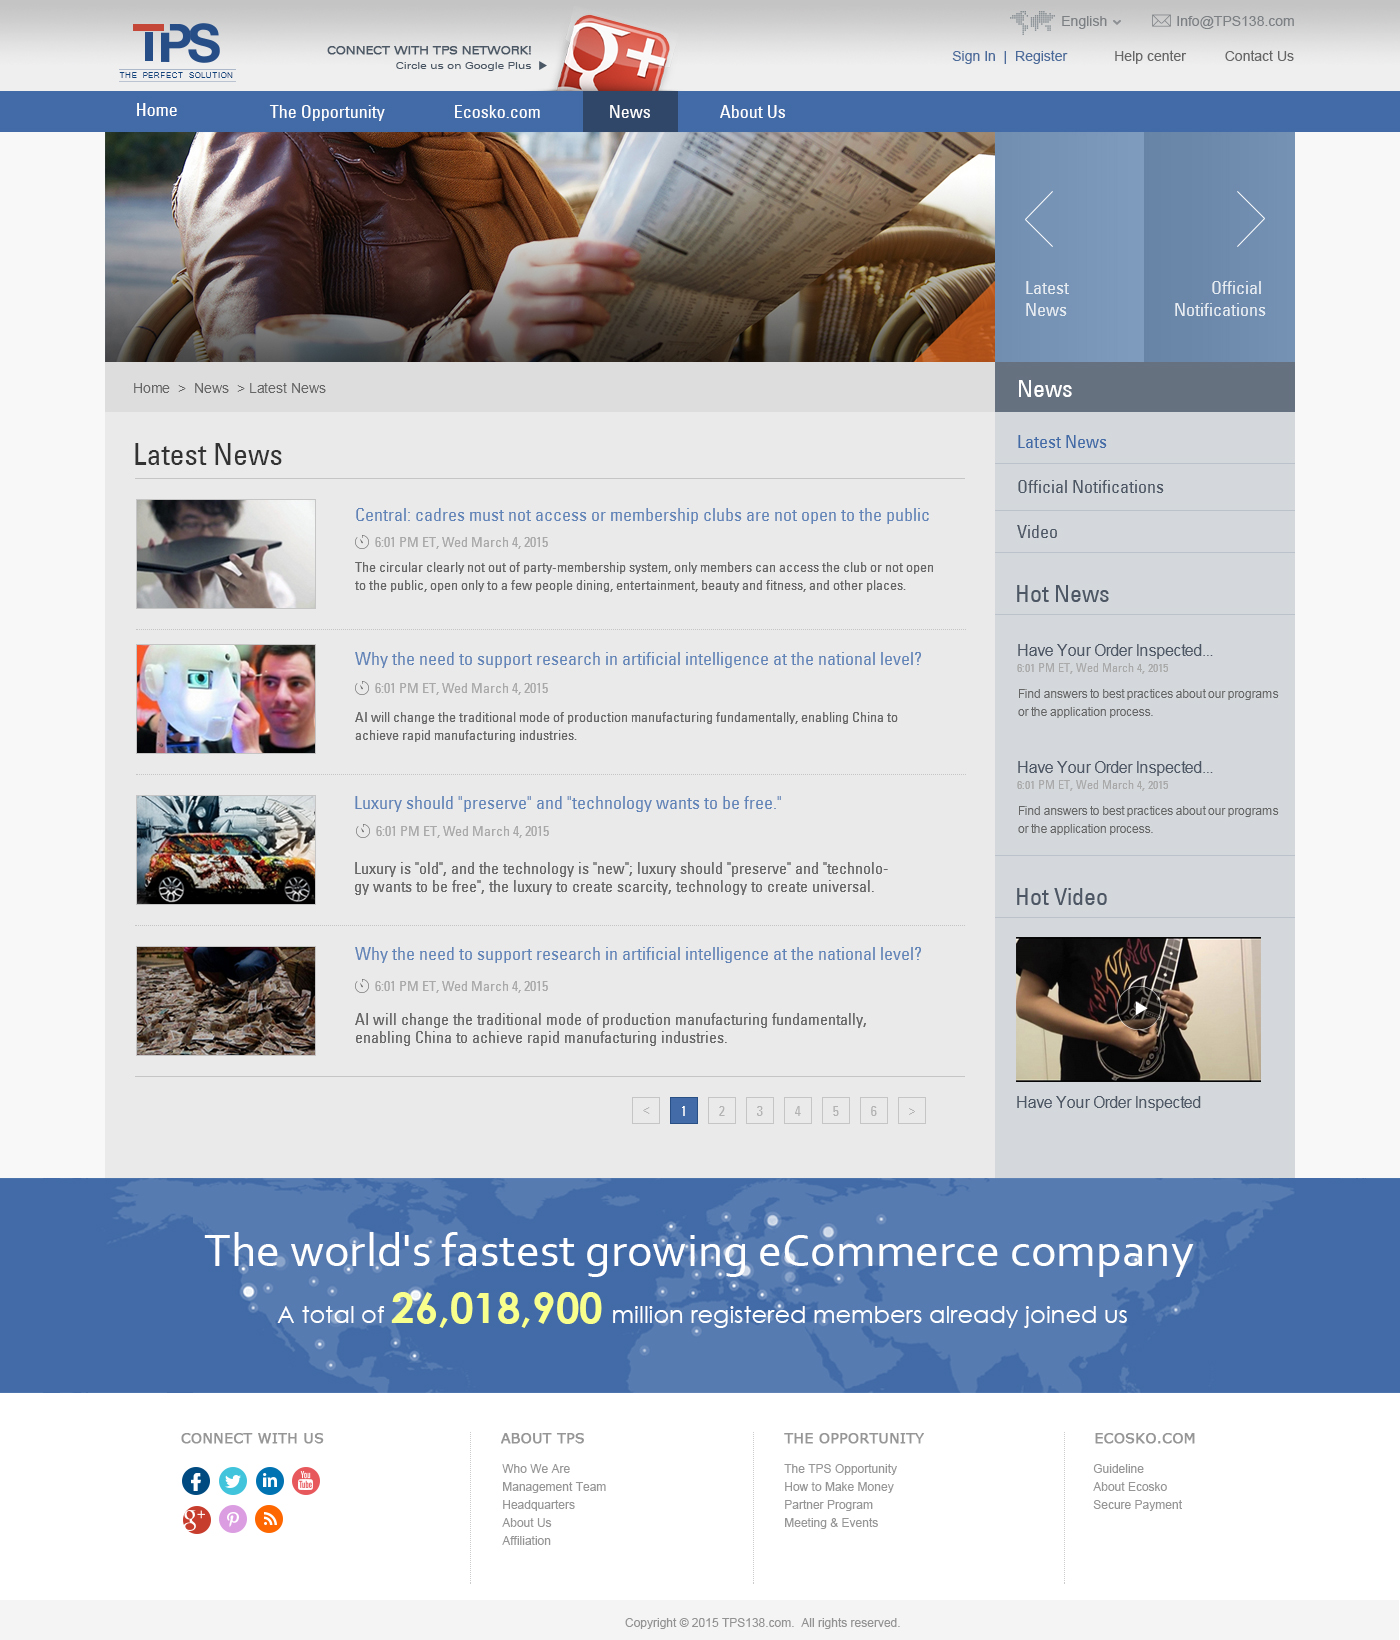 English
Info@TPS138.com
TPS
THE PERFECT SOLUTION
CONNECT WITH TPS NETWORK!
Circle us on Google Plus
Sign In | Register
Help center
Contact Us
Home
The Opportunity
Ecosko.com
News
About Us
Latest
News
Official
Notifications
Home > News > Latest News
News
Latest News
Official Notifications
Video
Latest News
Central: cadres must not access or membership clubs are not open to the public
6:01 PM ET, Wed March 4, 2015
The circular clearly not out of party-membership system, only members can access the club or not open
to the public, open only to a few people dining, entertainment, beauty and fitness, and other places.
Why the need to support research in artificial intelligence at the national level?
6:01 PM ET, Wed March 4, 2015
AI will change the traditional mode of production manufacturing fundamentally, enabling China to
achieve rapid manufacturing industries.
Luxury should "preserve" and "technology wants to be free."
6:01 PM ET, Wed March 4, 2015
Luxury is "old", and the technology is "new"; luxury should "preserve" and "technolo-
gy wants to be free", the luxury to create scarcity, technology to create universal.
Why the need to support research in artificial intelligence at the national level?
6:01 PM ET, Wed March 4, 2015
AI will change the traditional mode of production manufacturing fundamentally,
enabling China to achieve rapid manufacturing industries.
< 1 2 3 4 5 6 >
Hot News
Have Your Order Inspected...
6:01 PM ET, Wed March 4, 2015
Find answers to best practices about our programs
or the application process.
Have Your Order Inspected...
6:01 PM ET, Wed March 4, 2015
Find answers to best practices about our programs
or the application process.
Hot Video
Have Your Order Inspected
The world's fastest growing eCommerce company
A total of 26,018,900 million registered members already joined us
CONNECT WITH US
You
Tube
ABOUT TPS
Who We Are
Management Team
Headquarters
About Us
Affiliation
THE OPPORTUNITY
The TPS Opportunity
How to Make Money
Partner Program
Meeting & Events
ECOSKO.COM
Guideline
About Ecosko
Secure Payment
Copyright © 2015 TPS138.com. All rights reserved.